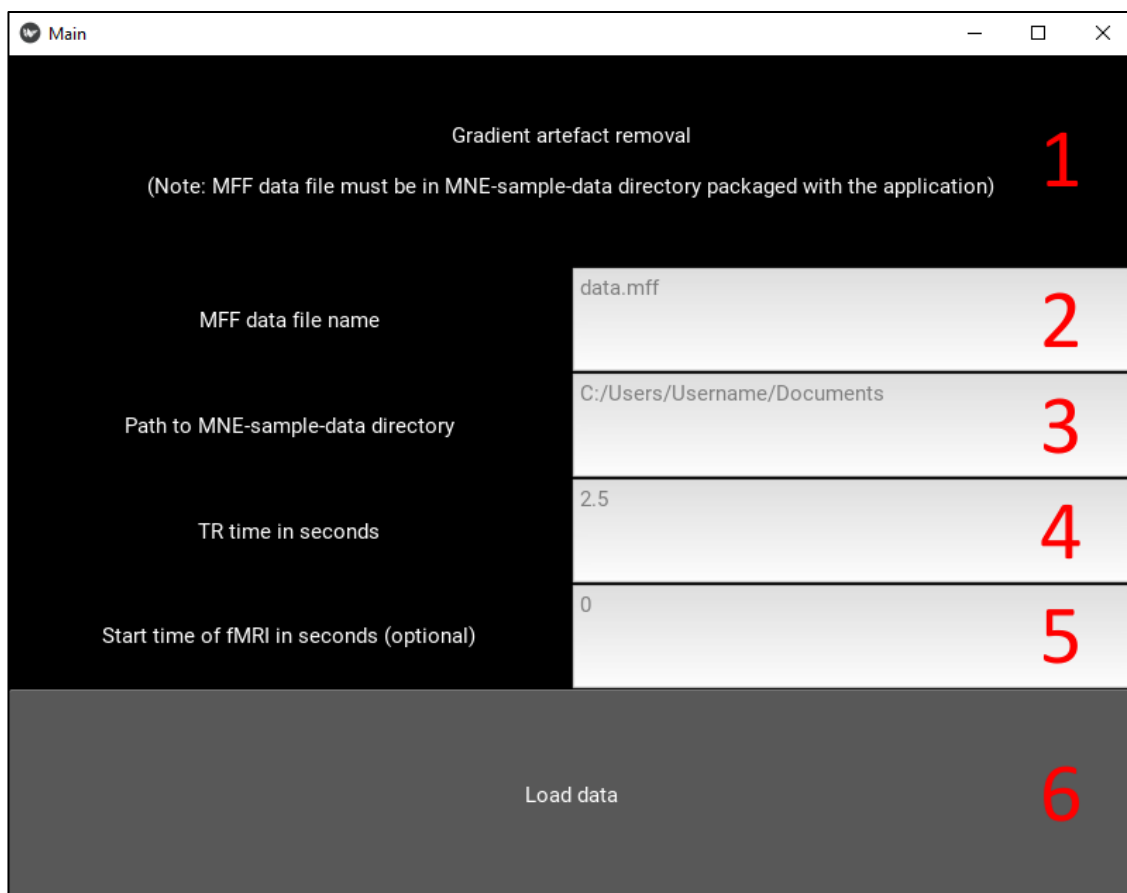 Main
Gradient artefact removal
1
(Note: MFF data file must be in MNE-sample-data directory packaged with the application)
MFF data file name
data.mff
2
Path to MNE-sample-data directory
C:/Users/Username/Documents
3
TR time in seconds
2.5
4
Start time of fMRI in seconds (optional)
0
5
Load data
6